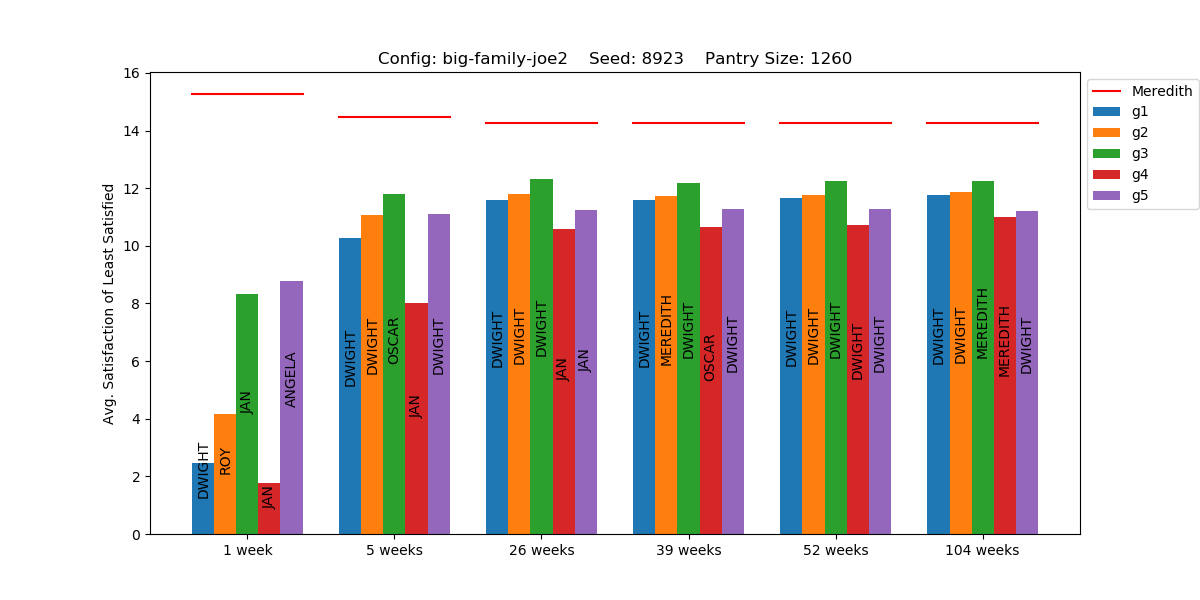 Config: big-family-joe2    Seed: 8923    Pantry Size: 1260
Avg. Satisfaction of Least Satisfied
16
14
12
10
8
6
4
2
0
DWIGHT
ROY
JAN
JAN
ANGELA
DWIGHT
DWIGHT
OSCAR
JAN
DWIGHT
DWIGHT
DWIGHT
DWIGHT
JAN
JAN
DWIGHT
MEREDITH
DWIGHT
OSCAR
DWIGHT
DWIGHT
DWIGHT
DWIGHT
DWIGHT
DWIGHT
DWIGHT
DWIGHT
MEREDITH
MEREDITH
DWIGHT
1 week
5 weeks
26 weeks
39 weeks
52 weeks
104 weeks
Meredith
g1
g2
g3
g4
g5